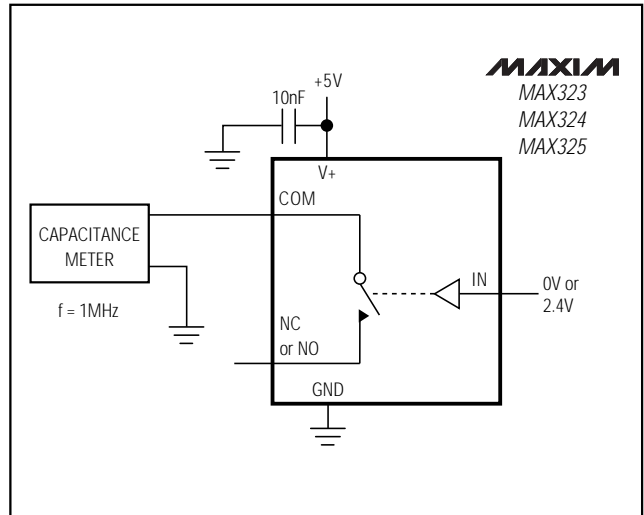 MAXIM
MAX323
MAX324
MAX325
+5V
10nF
V+
COM
CAPACITANCE
METER
f = 1MHz
IN
0V or
2.4V
NC
or NO
GND